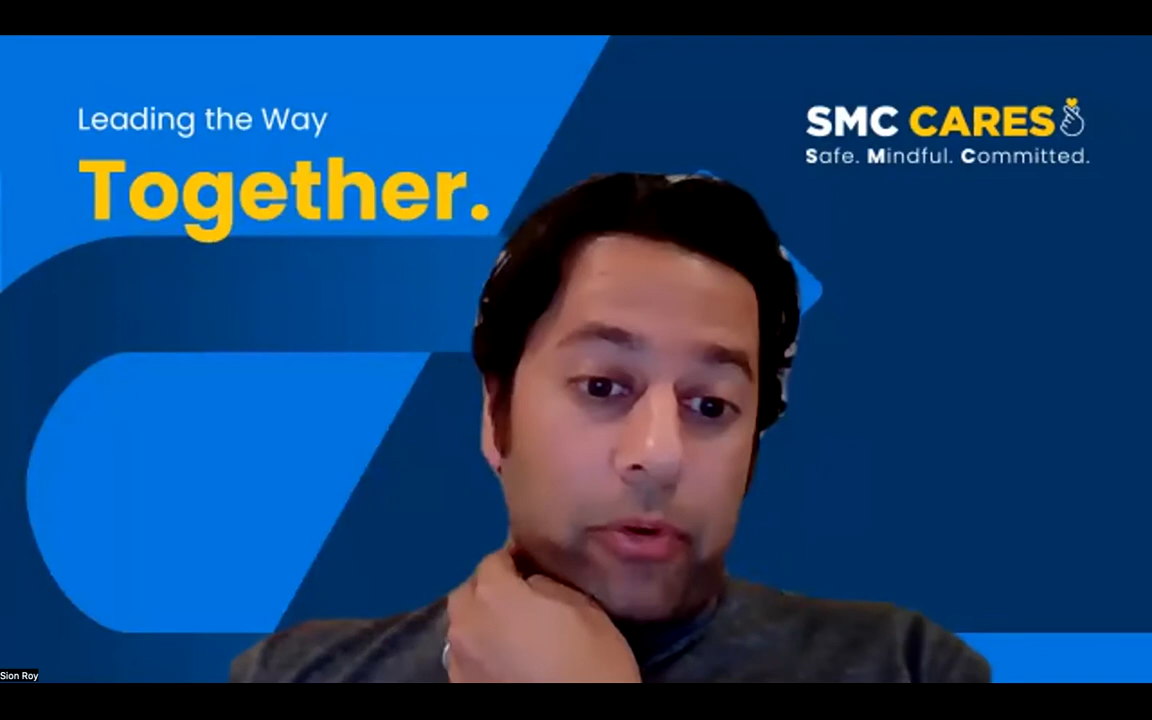 Leading the Way
Together.
SMC CARES
Safe. Mindful. Committed.
Sion Roy